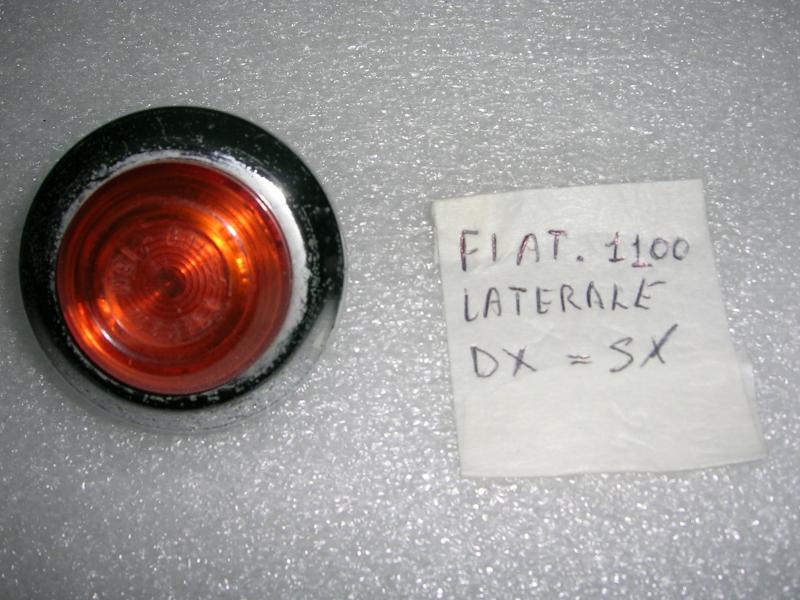 FIAT. 1100
LATERALE
DX = SX